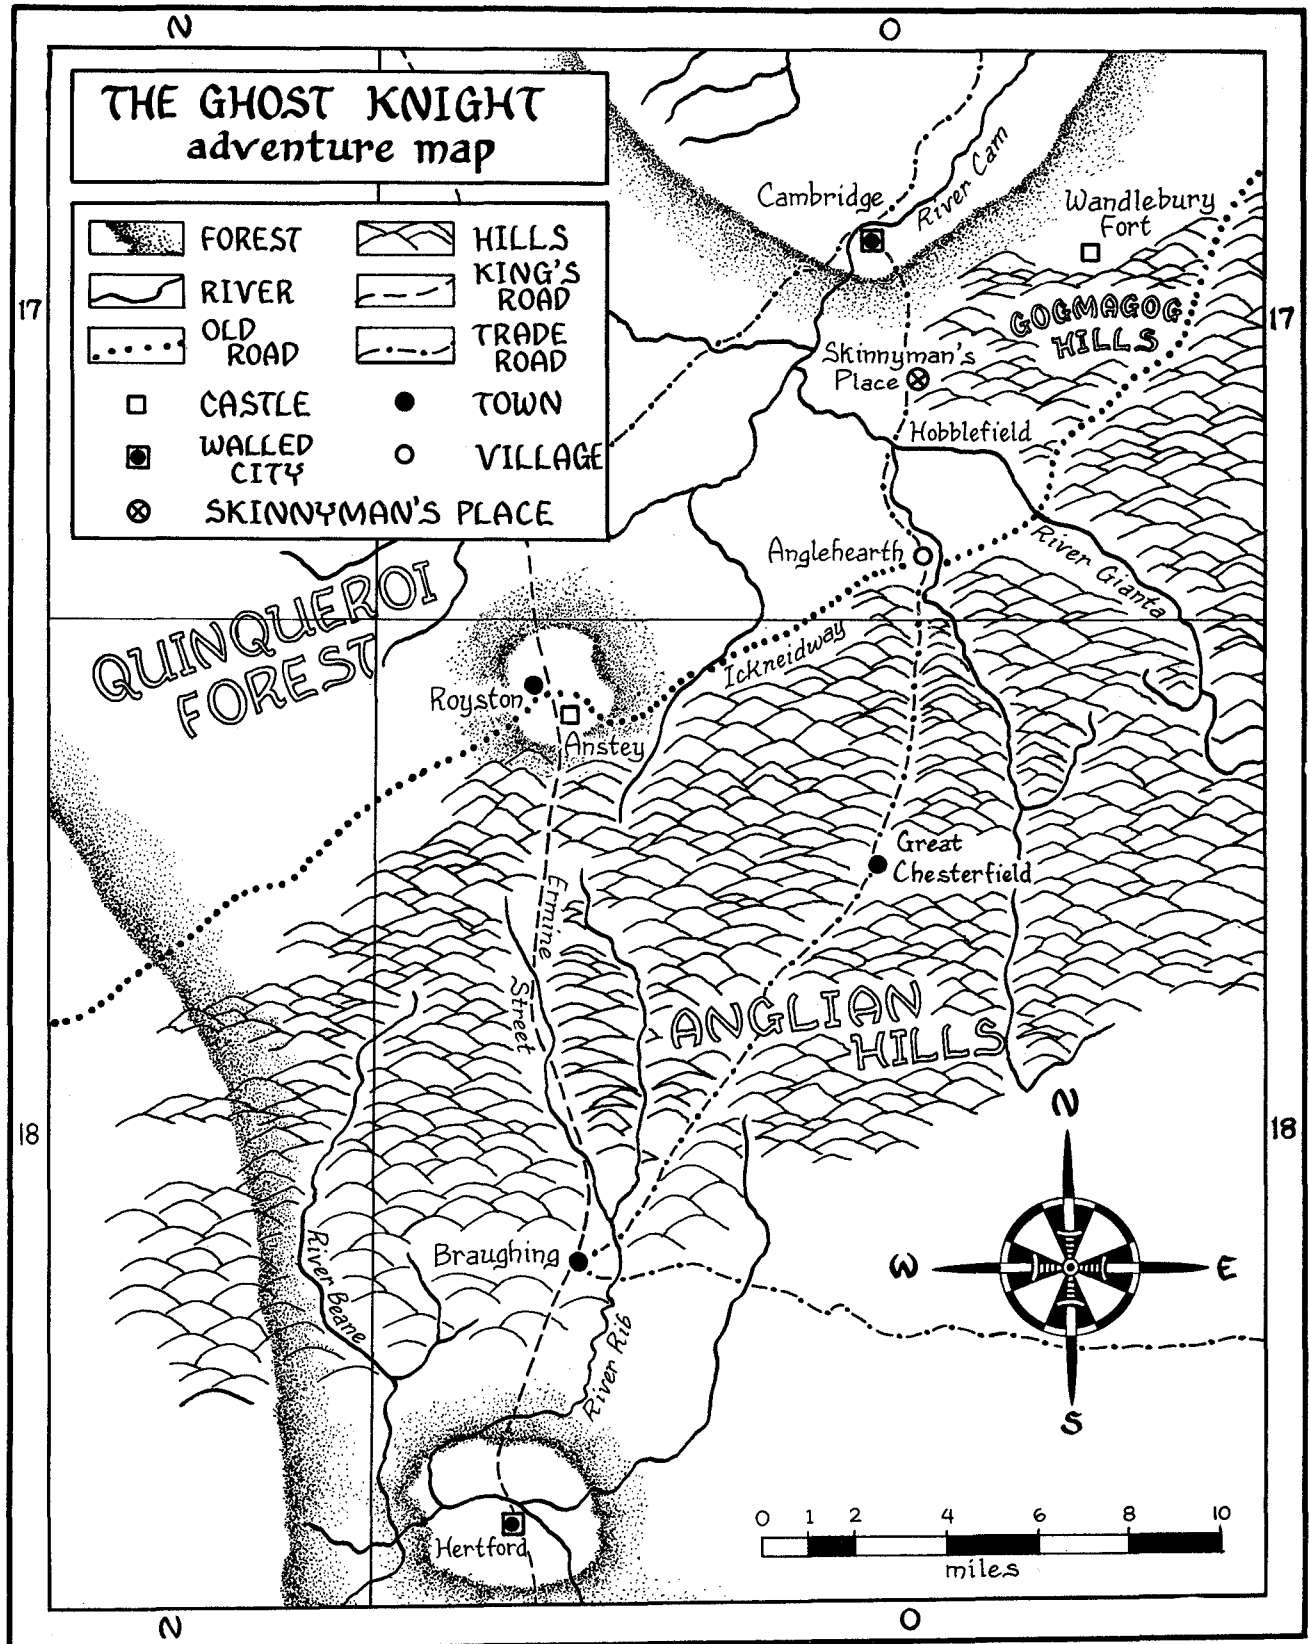 N
O
THE GHOST KNIGHT
adventure map
FOREST
HILLS
RIVER
KING'S
ROAD
OLD
ROAD
TRADE
ROAD
CASTLE
TOWN
WALLED
CITY
VILLAGE
SKINNYMAN'S PLACE
Cambridge
River Cam
Wandlebury
Fort
17
17
GOGMAGOG
HILLS
Skinnyman's
Place
Hobblefield
Anglehearth
River Gianta
QUINQUEROI
FOREST
Ickneidway
Royston
Anstey
Great
Chesterfield
Ermine
Street
ANGLIAN
HILLS
18
18
N
W
E
S
Braughing
River Beane
River Rib
Hertford
0 1 2 4 6 8 10
miles
N
O